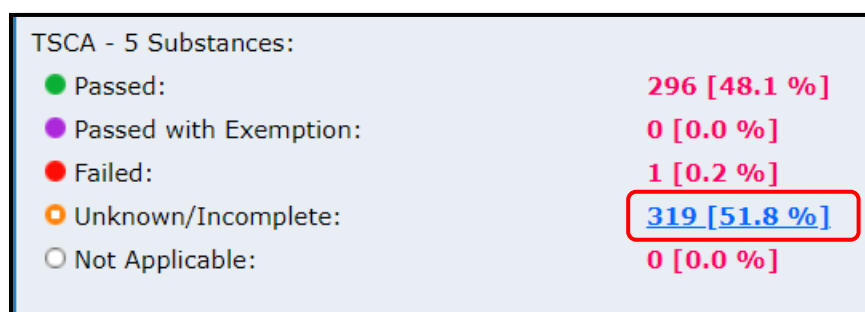 TSCA - 5 Substances:
Passed: 296 [48.1 %]
Passed with Exemption: 0 [0.0 %]
Failed: 1 [0.2 %]
Unknown/Incomplete: 319 [51.8 %]
Not Applicable: 0 [0.0 %]